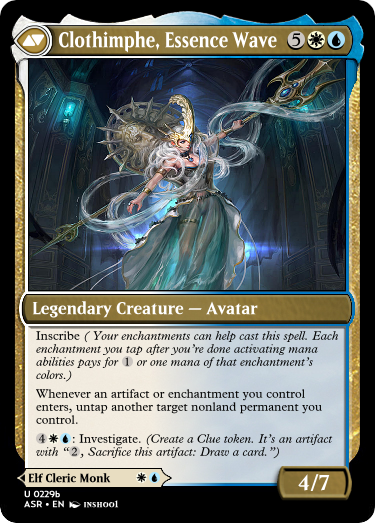 Clothimphe, Essence Wave 5
Legendary Creature — Avatar
Inscribe ( Your enchantments can help cast this spell. Each
enchantment you tap after you're done activating mana
abilities pays for 1 or one mana of that enchantment's
colors.)
Whenever an artifact or enchantment you control
enters, untap another target nonland permanent you
control.
4: Investigate. (Create a Clue token. It's an artifact
with “2, Sacrifice this artifact: Draw a card.”)
Elf Cleric Monk
4/7
U 0229b
ASR • EN INSHOOL